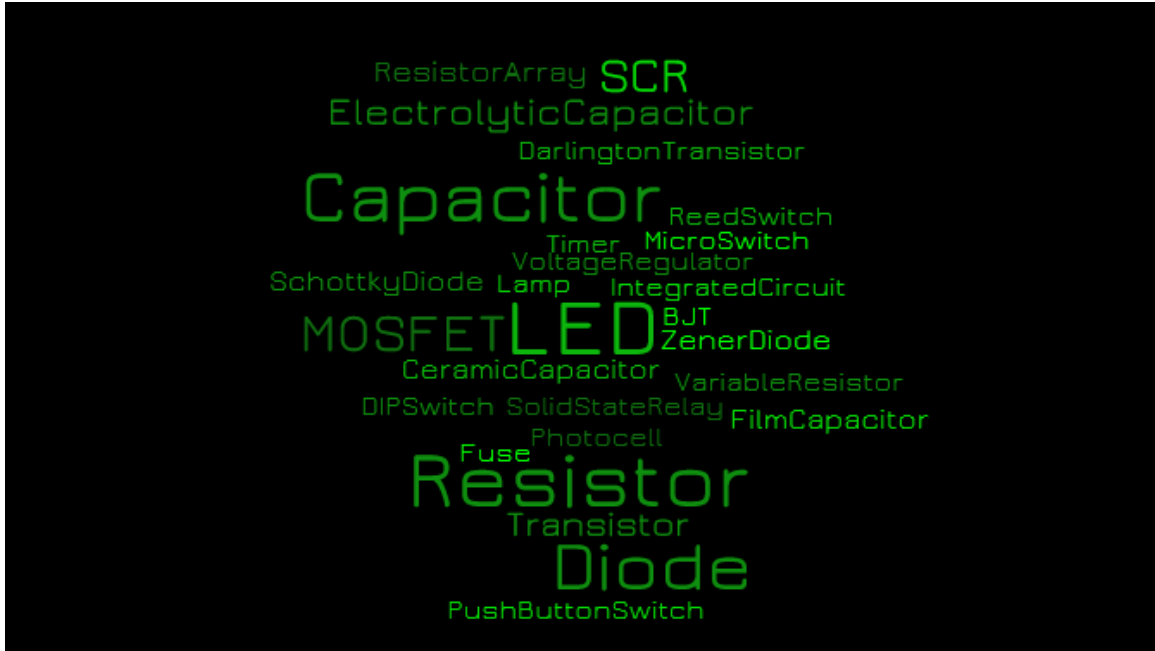 ResistorArray SCR
ElectrolyticCapacitor
DarlingtonTransistor
Capacitor
ReedSwitch
Timer MicroSwitch
VoltageRegulator
SchottkyDiode Lamp IntegratedCircuit
MOSFET LED BJT
ZenerDiode
CeramicCapacitor
VariableResistor
DIPSwitch SolidStateRelay FilmCapacitor
Photocell
Fuse
Resistor
Transistor
Diode
PushButtonSwitch